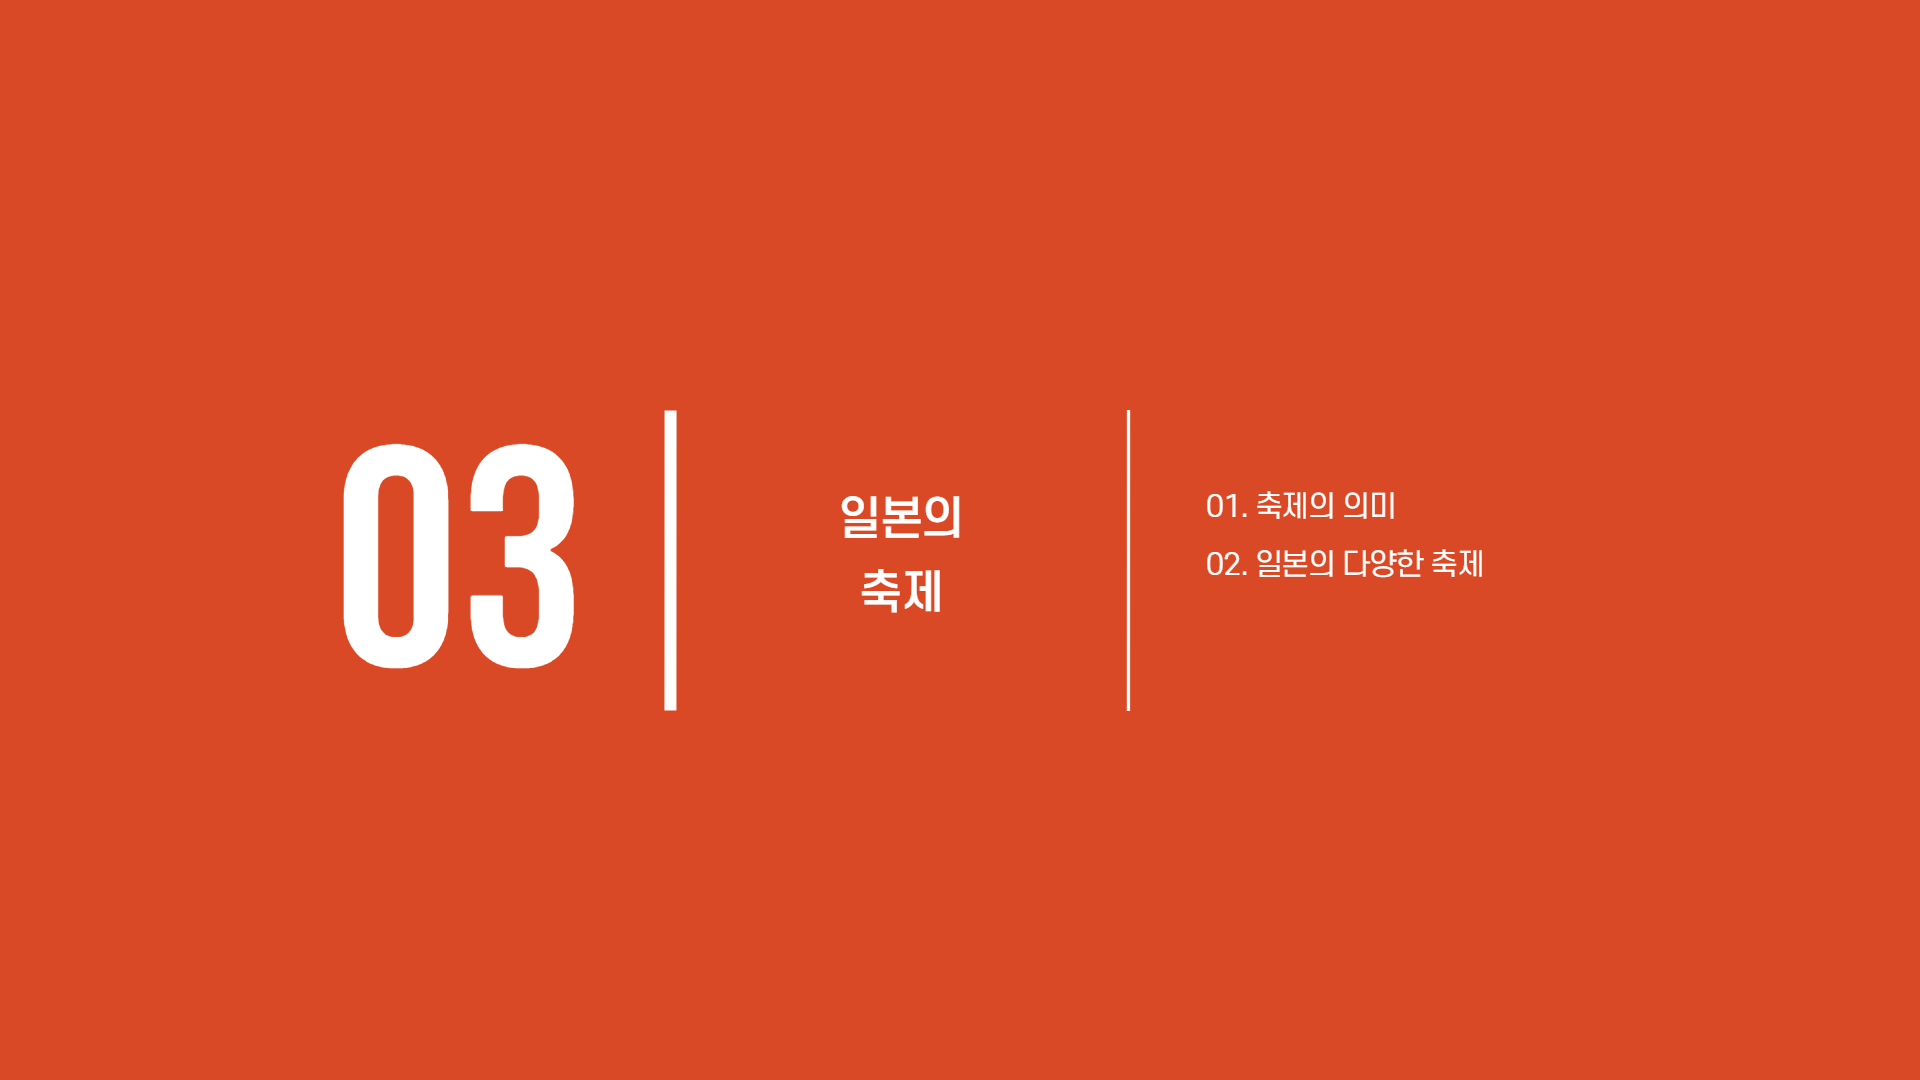 03
일본의
축제
01. 축제의 의미
02. 일본의 다양한 축제